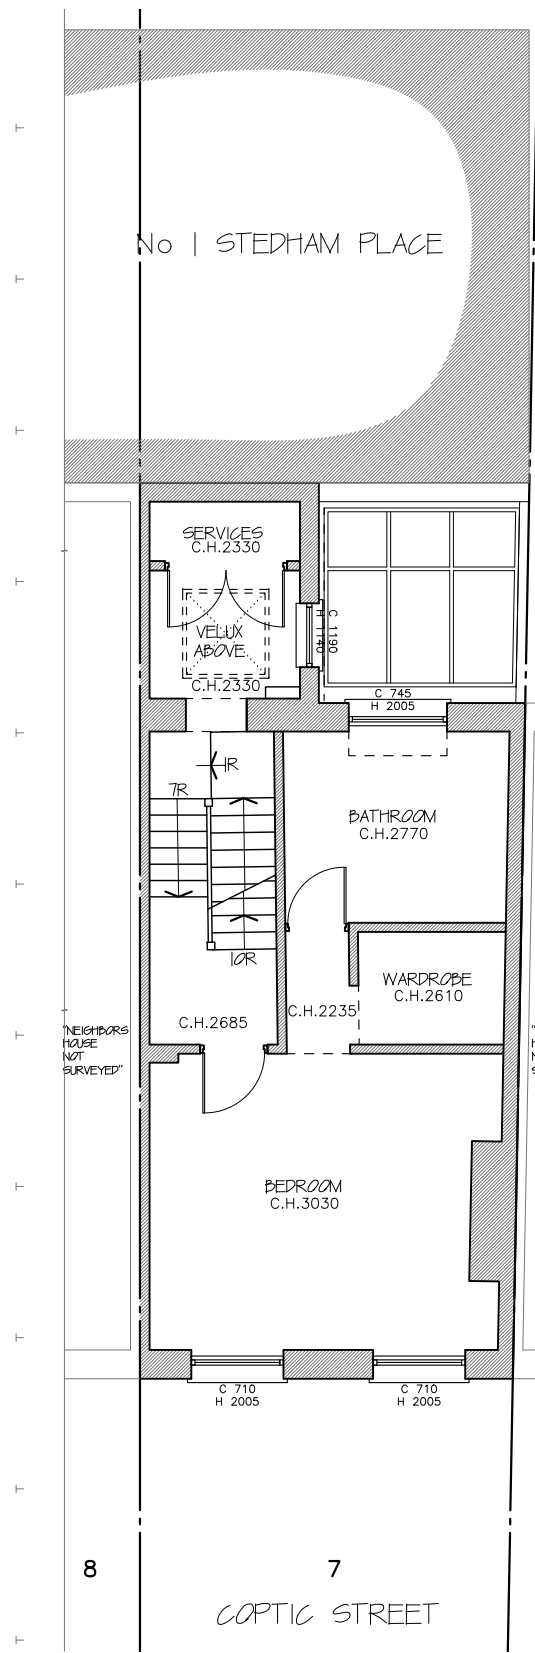 No 1 STEDHAM PLACE
SERVICES
C.H.2330
VELUX
ABOVE
C.H.2330
C 1190
H 1140
C 745
H 2005
1R
7R
BATHROOM
C.H.2770
10R
WARDROBE
C.H.2610
C.H.2235
C.H.2685
"NEIGHBORS
HOUSE
NOT
SURVEYED"
BEDROOM
C.H.3030
C 710
H 2005
C 710
H 2005
8
7
COPTIC STREET